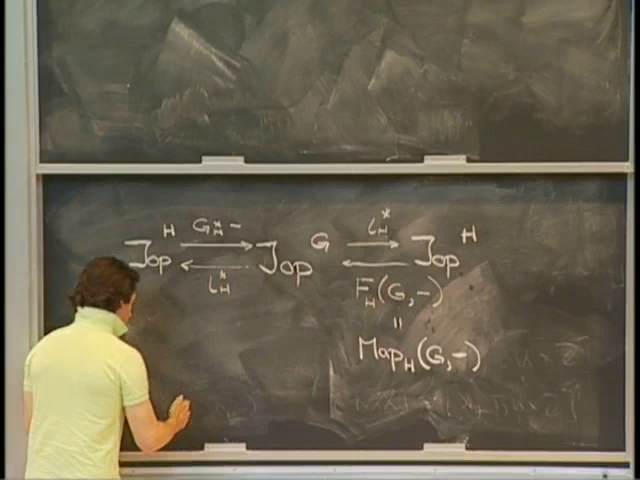 Top^H G ×_H - → Top^G i_H^* → Top^H
← i_H^* ← F_H(G,-)
=
Map_H(G,-)